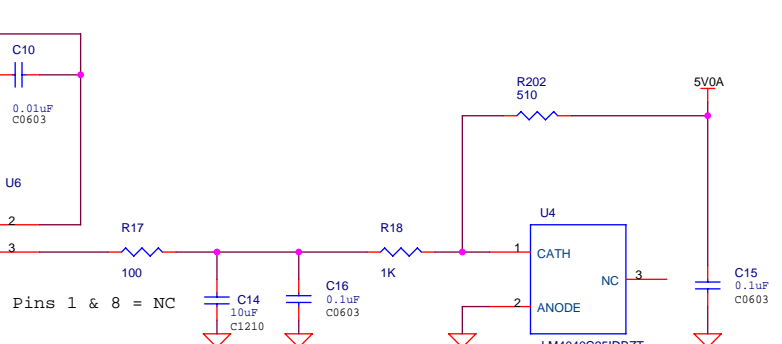 C10
0.01uF
C0603
R202
510
5V0A
U6
2
3
R17
100
R18
1K
U4
1
CATH
NC
3
2
ANODE
C14
10uF
C1210
C16
0.1uF
C0603
C15
0.1uF
C0603
Pins 1 & 8 = NC